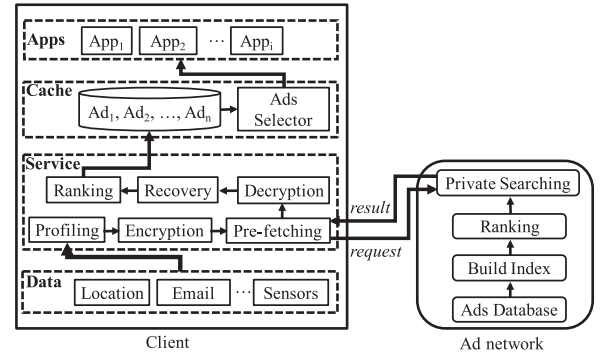 Apps App₁ App₂ ... Appᵢ
Cache
Ad₁, Ad₂, ..., Adₙ
Ads
Selector
Service
Ranking Recovery Decryption
Profiling Encryption Pre-fetching
Data
Location Email ... Sensors
Client
result
request
Private Searching
Ranking
Build Index
Ads Database
Ad network